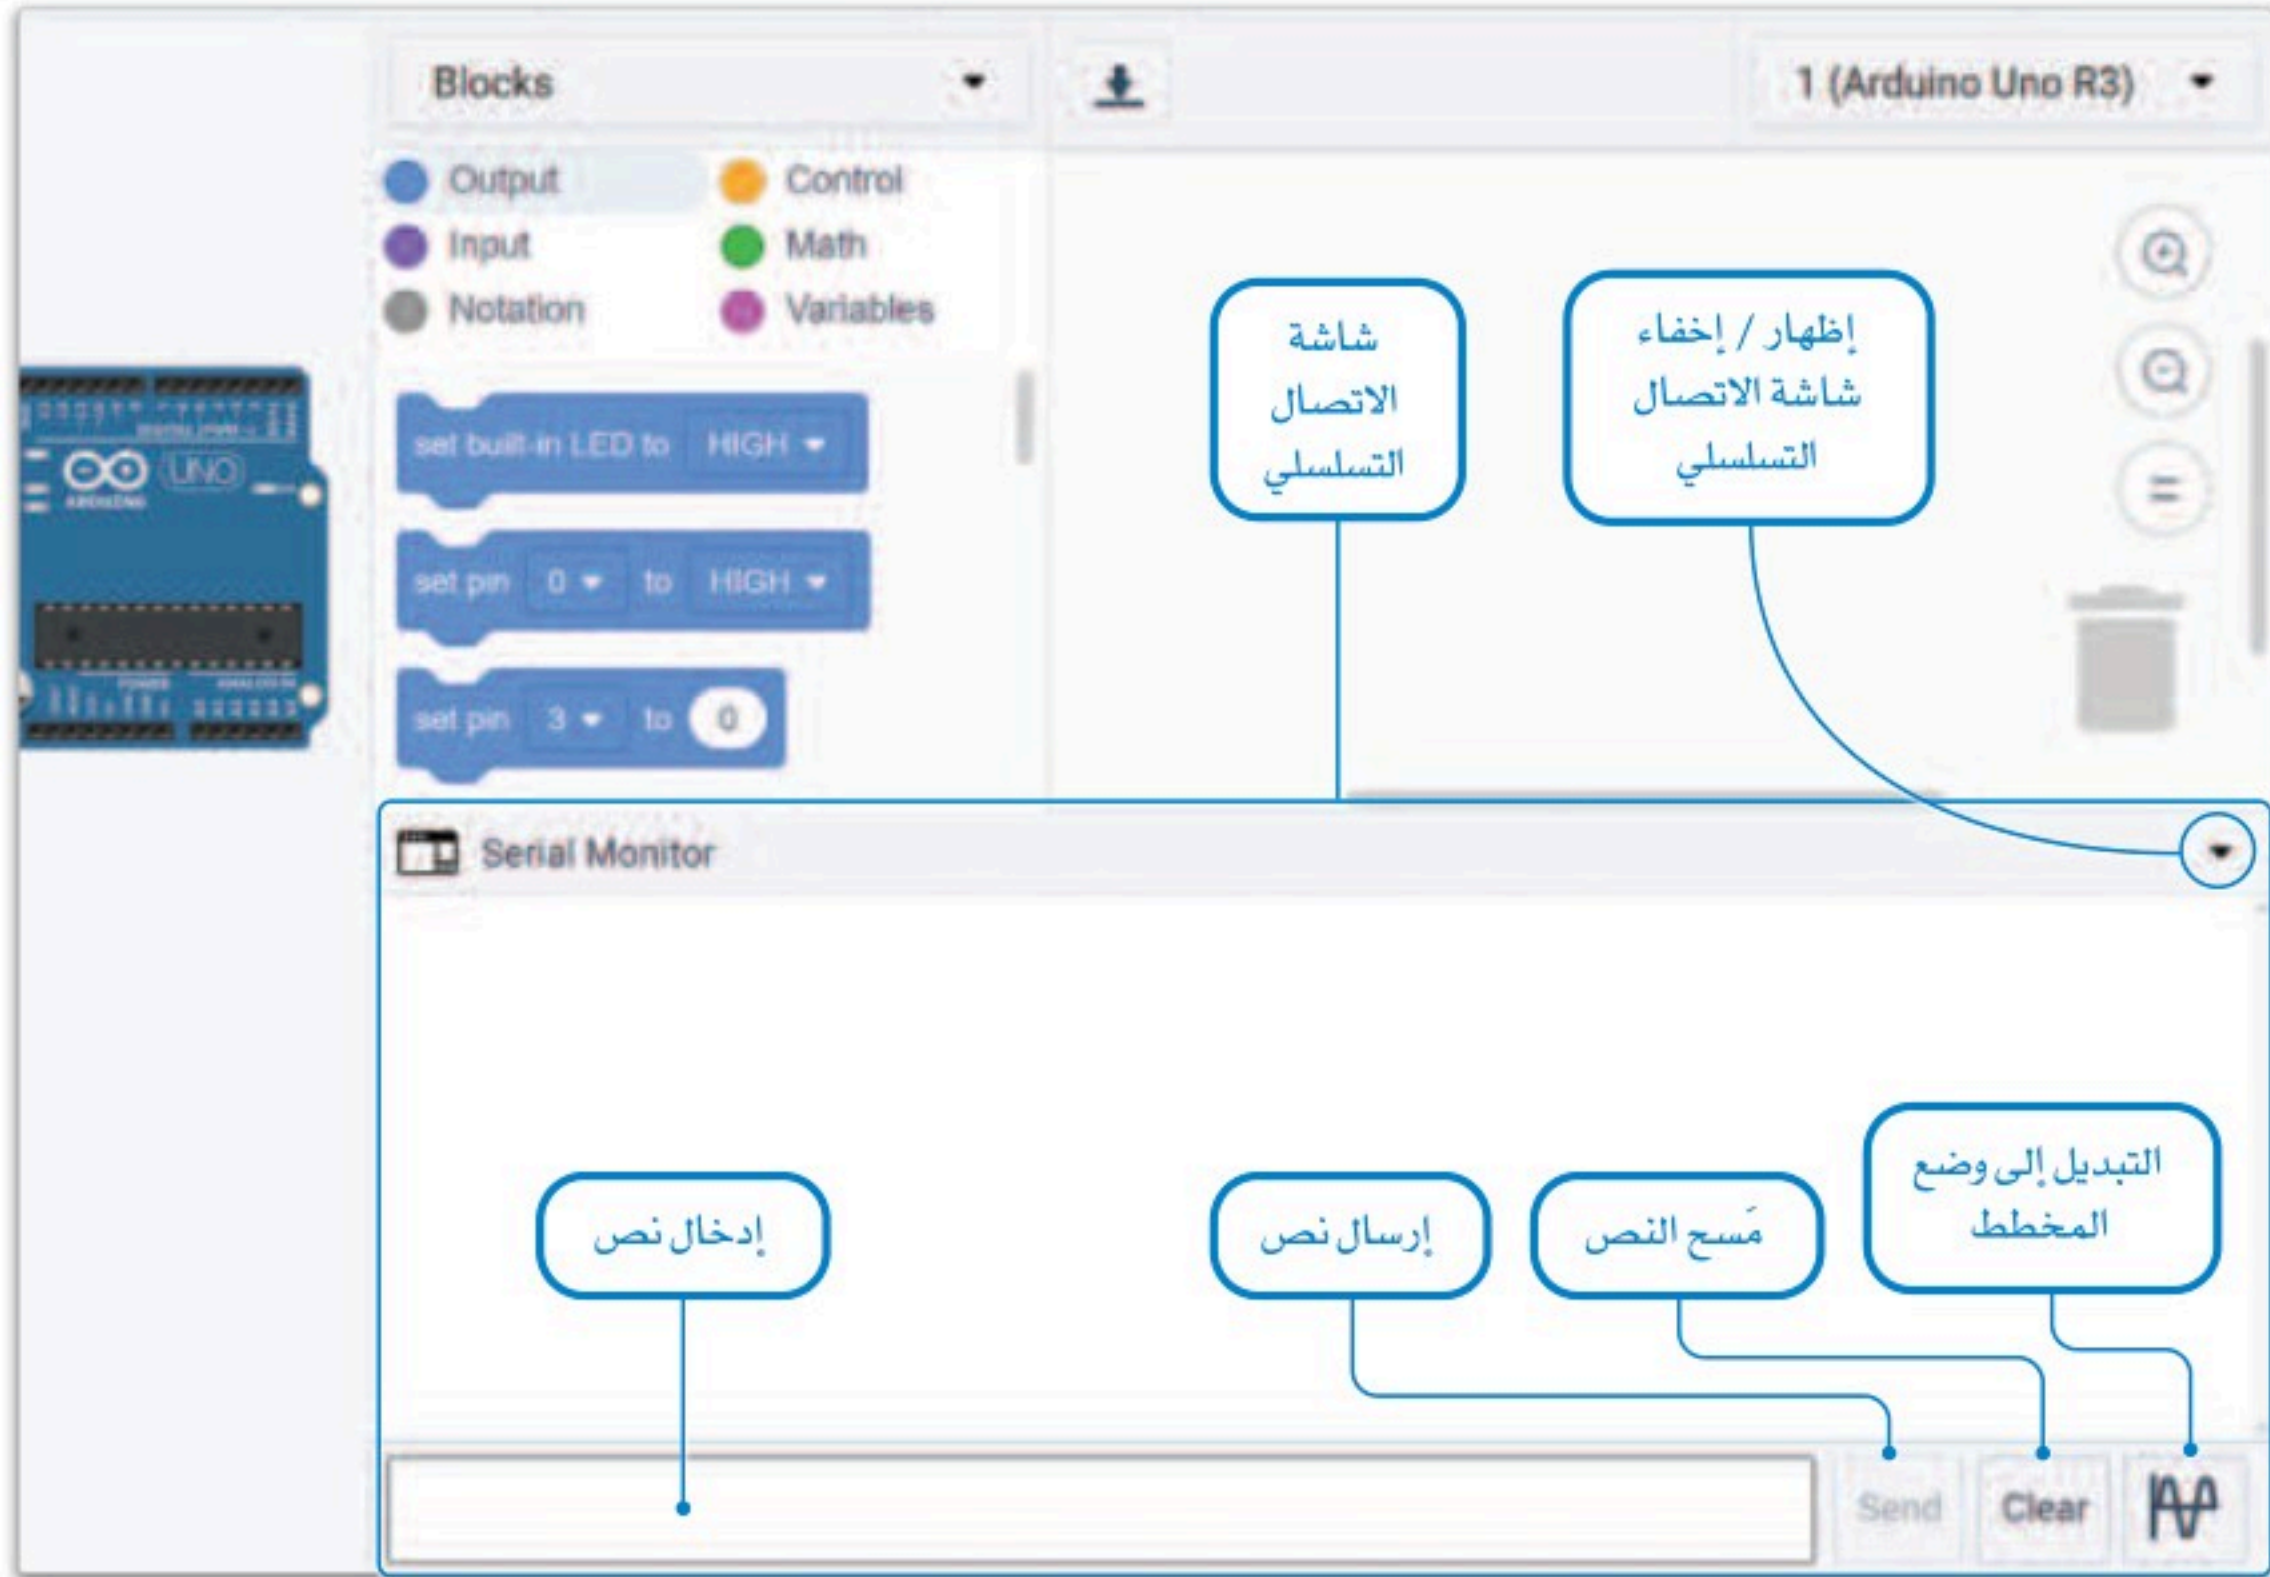 Blocks
1 (Arduino Uno R3)
Output
Control
Input
Math
Notation
Variables
set built-in LED to HIGH
set pin 0 to HIGH
set pin 3 to 0
UNO
ARDUINO
شاشة
الاتصال
التسلسلي
إظهار / إخفاء
شاشة الاتصال
التسلسلي
Serial Monitor
إدخال نص
إرسال نص
مَسح النص
التبديل إلى وضع
المخطط
Send
Clear